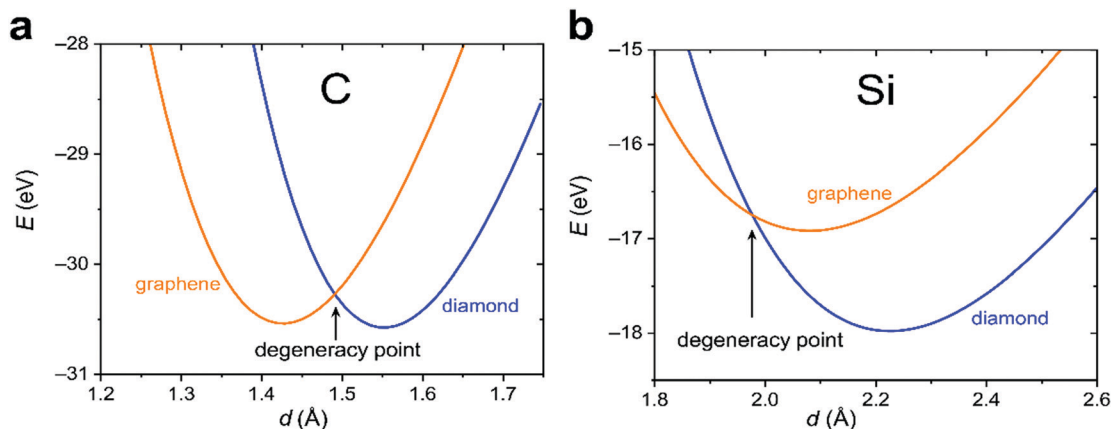 a
C
E (eV)
–28
–29
–30
–31
graphene
diamond
degeneracy point
1.2 1.3 1.4 1.5 1.6 1.7
d (Å)
b
Si
E (eV)
–15
–16
–17
–18
graphene
diamond
degeneracy point
1.8 2.0 2.2 2.4 2.6
d (Å)